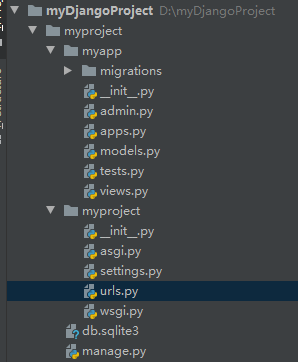 myDjangoProject D:\myDjangoProject
myproject
myapp
migrations
__init__.py
admin.py
apps.py
models.py
tests.py
views.py
myproject
__init__.py
asgi.py
settings.py
urls.py
wsgi.py
db.sqlite3
manage.py